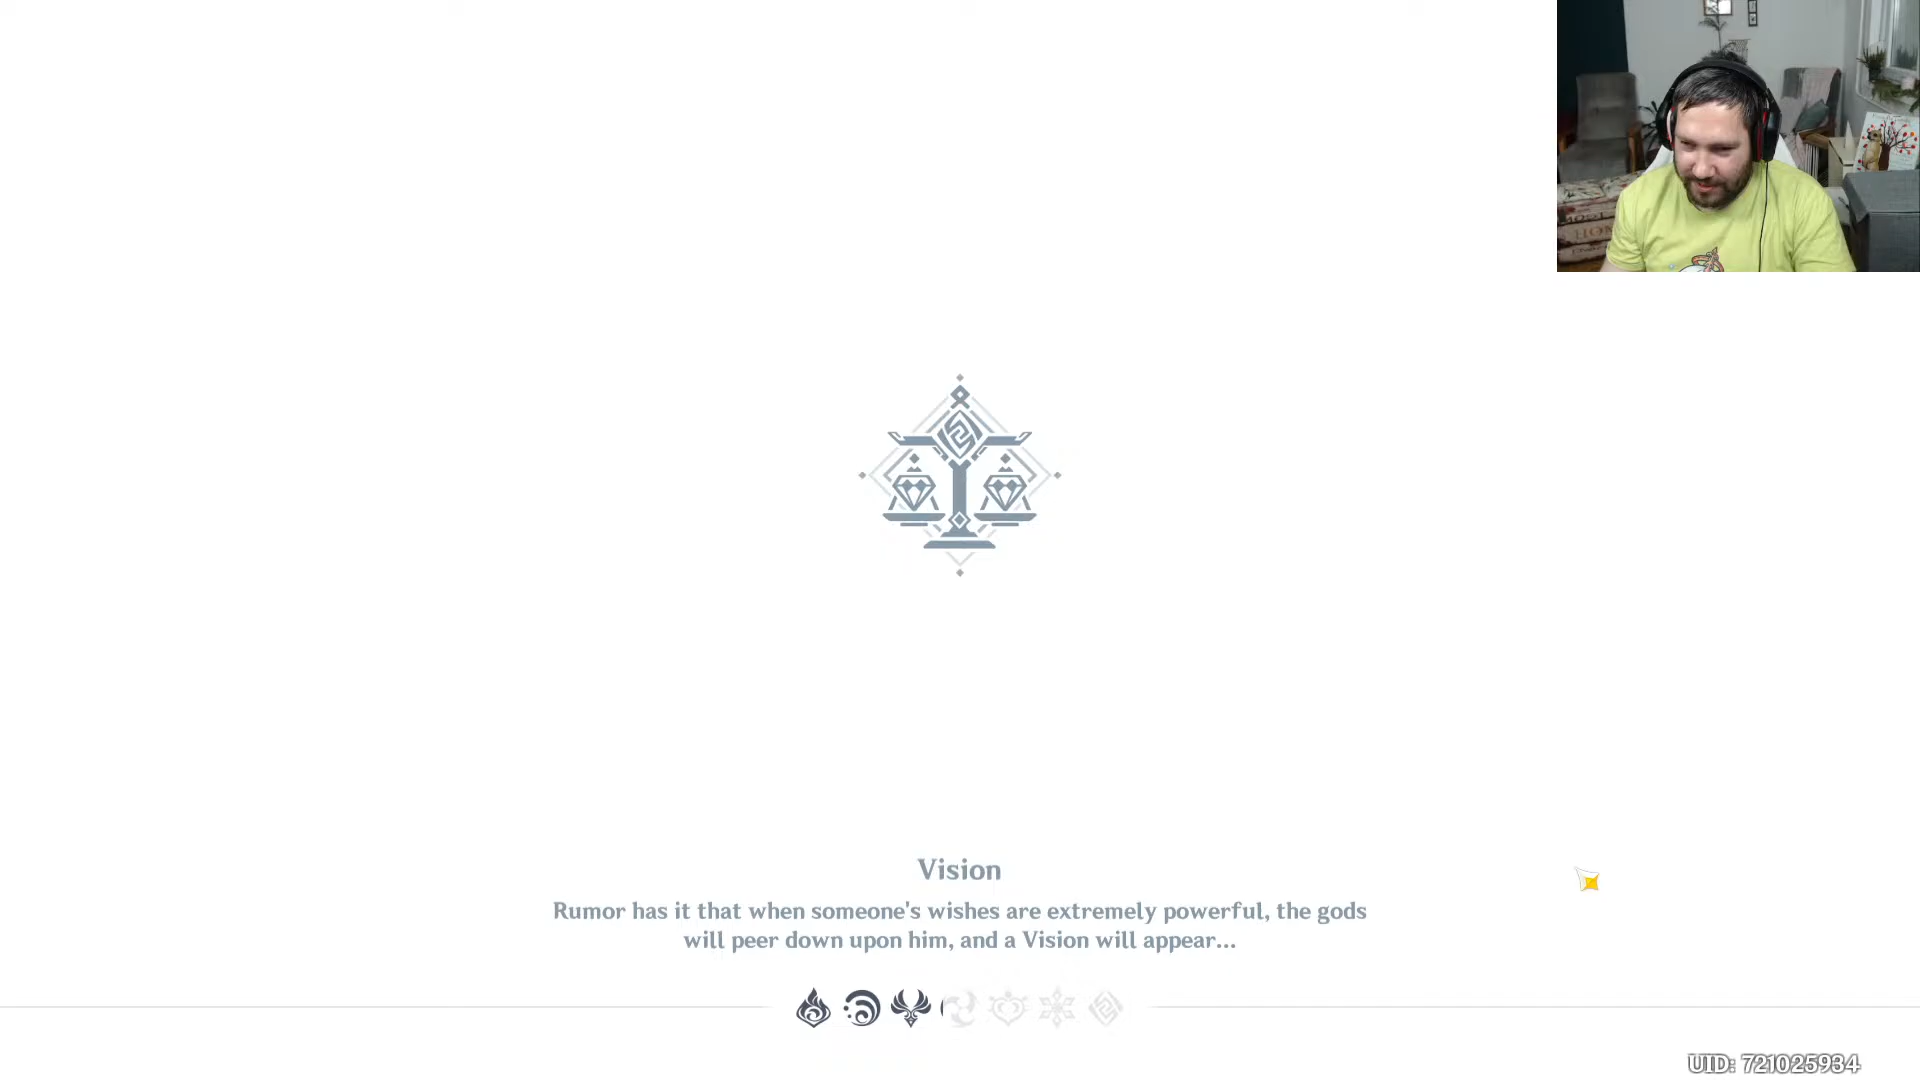 Vision
Rumor has it that when someone's wishes are extremely powerful, the gods
will peer down upon him, and a Vision will appear...
UID: 721025934